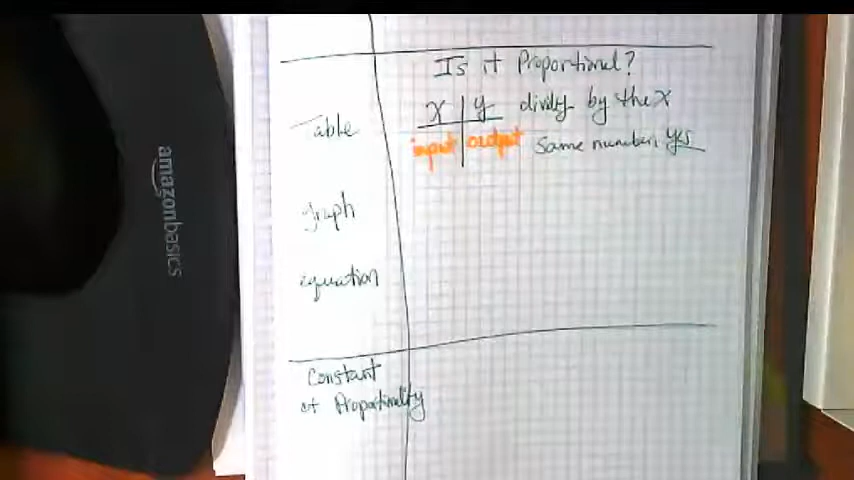 Is it Proportional?
x y divide by the x
Table
input output Same number, yes
graph
equation
Constant
of Proportionality
amazonbasics